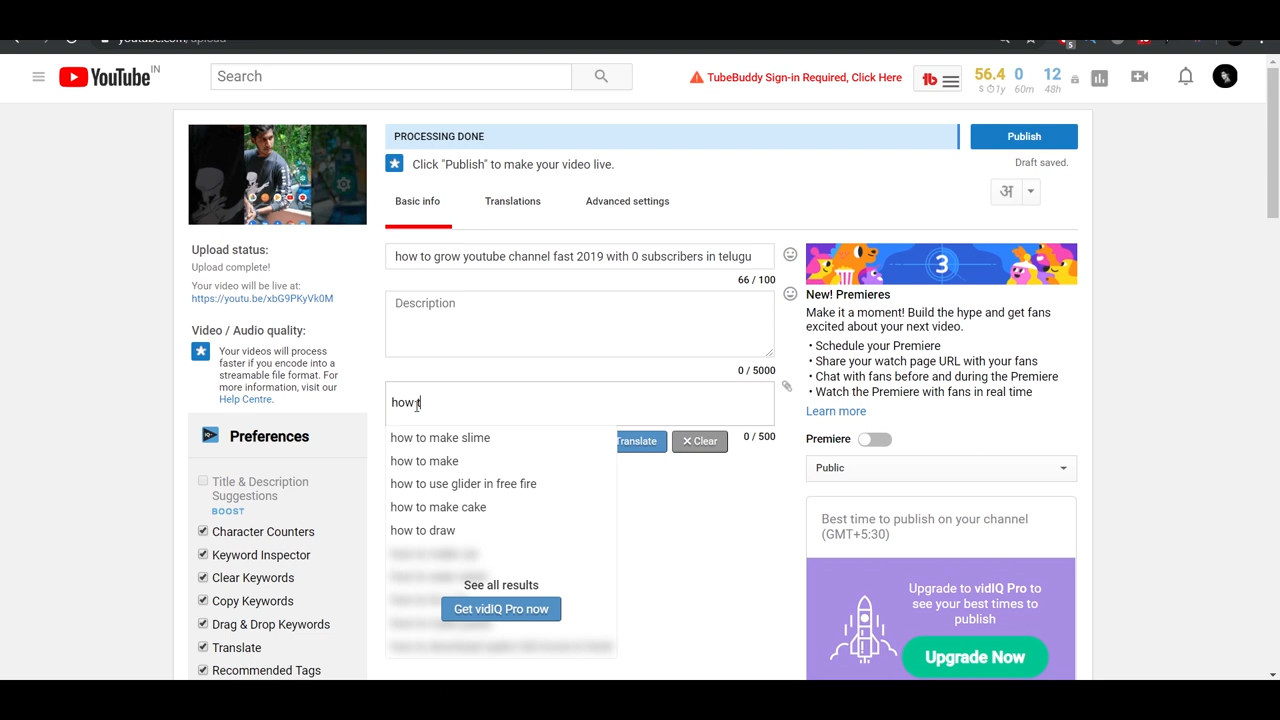 YouTube IN
Search
TubeBuddy Sign-in Required, Click Here
56.4 0 12
$ 1y 60m 48h
5
PROCESSING DONE
Publish
Click "Publish" to make your video live.
Draft saved.
अ
Basic info Translations Advanced settings
Upload status:
Upload complete!
Your video will be live at:
https://youtu.be/xbG9PKyVk0M
Video / Audio quality:
Your videos will process
faster if you encode into a
streamable file format. For
more information, visit our
Help Centre.
Preferences
Title & Description
Suggestions
BOOST
Character Counters
Keyword Inspector
Clear Keywords
Copy Keywords
Drag & Drop Keywords
Translate
Recommended Tags
how to grow youtube channel fast 2019 with 0 subscribers in telugu
66 / 100
Description
0 / 5000
how t
how to make slime
how to make
how to use glider in free fire
how to make cake
how to draw
See all results
Get vidIQ Pro now
Translate
Clear
0 / 500
3
New! Premieres
Make it a moment! Build the hype and get fans
excited about your next video.
• Schedule your Premiere
• Share your watch page URL with your fans
• Chat with fans before and during the Premiere
• Watch the Premiere with fans in real time
Learn more
Premiere
Public
Best time to publish on your channel
(GMT+5:30)
Upgrade to vidIQ Pro to
see your best times to
publish
Upgrade Now